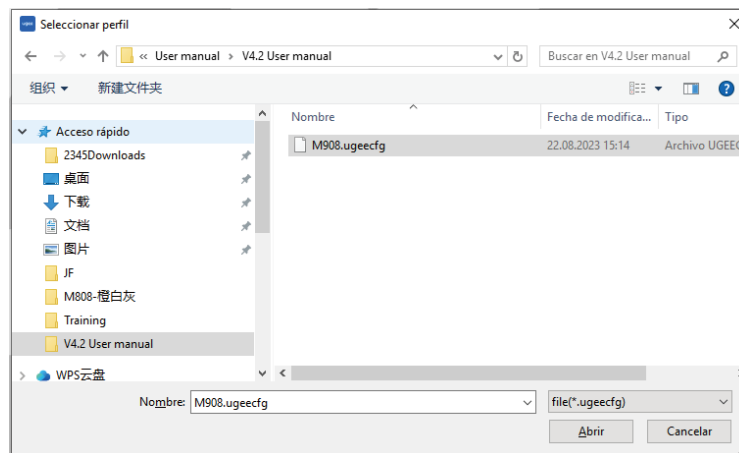 Seleccionar perfil
« User manual › V4.2 User manual
Buscar en V4.2 User manual
组织 新建文件夹
Nombre Fecha de modifica... Tipo
Acceso rápido
M908.ugeecfg 22.08.2023 15:14 Archivo UGEEC
2345Downloads
桌面
下载
文档
图片
JF
M808-橙白灰
Training
V4.2 User manual
WPS云盘
Nombre: M908.ugeecfg file(*.ugeecfg)
Abrir Cancelar